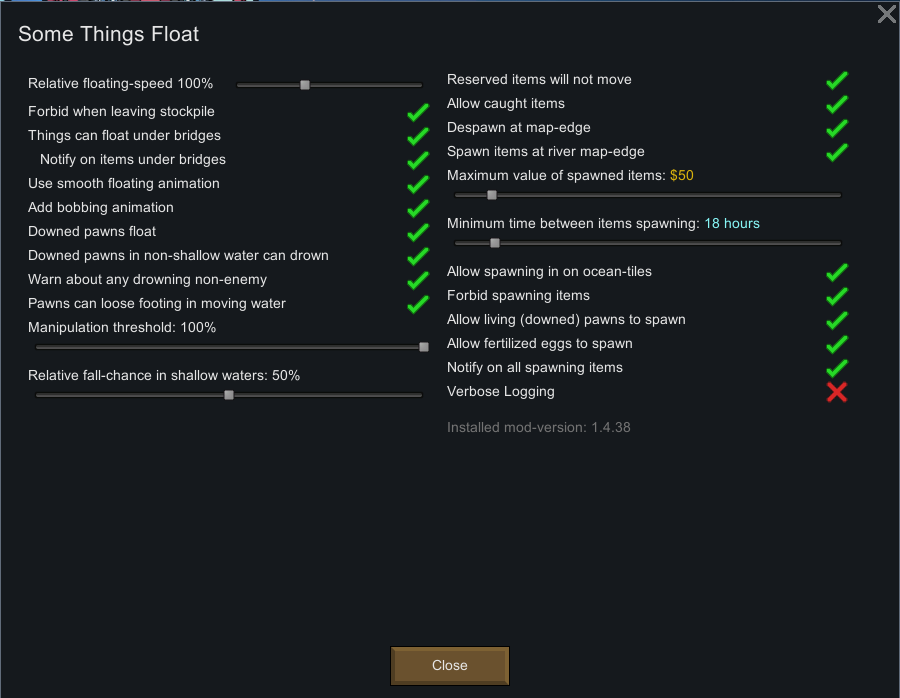 Some Things Float
Relative floating-speed 100%
Forbid when leaving stockpile
Things can float under bridges
Notify on items under bridges
Use smooth floating animation
Add bobbing animation
Downed pawns float
Downed pawns in non-shallow water can drown
Warn about any drowning non-enemy
Pawns can loose footing in moving water
Manipulation threshold: 100%
Relative fall-chance in shallow waters: 50%
Reserved items will not move
Allow caught items
Despawn at map-edge
Spawn items at river map-edge
Maximum value of spawned items: $50
Minimum time between items spawning: 18 hours
Allow spawning in on ocean-tiles
Forbid spawning items
Allow living (downed) pawns to spawn
Allow fertilized eggs to spawn
Notify on all spawning items
Verbose Logging
Installed mod-version: 1.4.38
Close